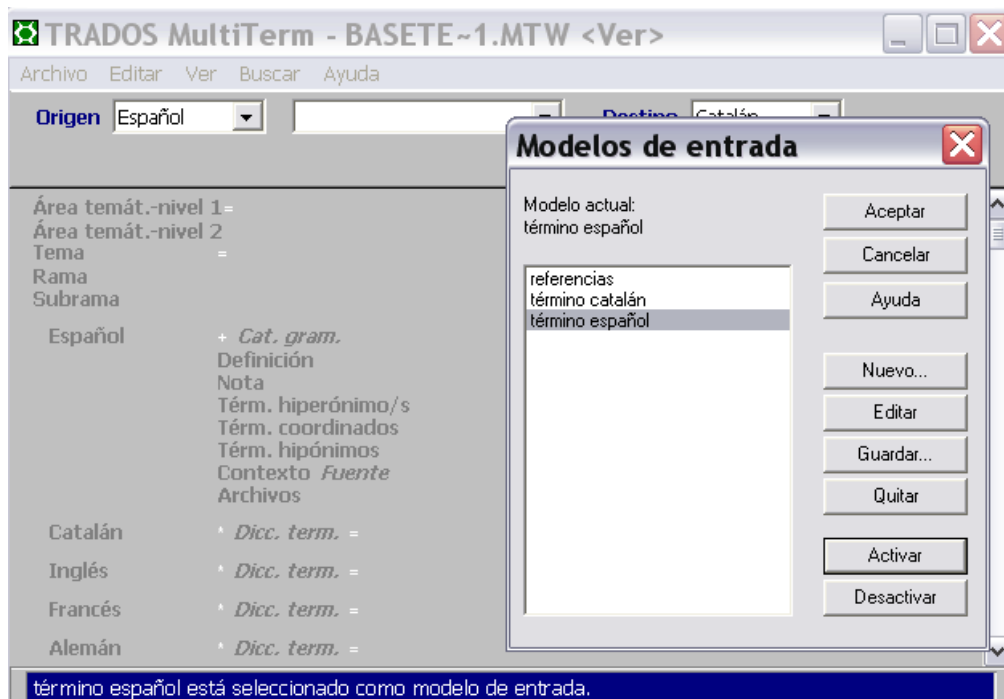 TRADOS MultiTerm - BASETE~1.MTW <Ver>
Archivo Editar Ver Buscar Ayuda
Origen Español Destino Catalán
Modelos de entrada
Modelo actual:
término español
referencias
término catalán
término español
Aceptar
Cancelar
Ayuda
Nuevo...
Editar
Guardar...
Quitar
Activar
Desactivar
Área temát.-nivel 1=
Área temát.-nivel 2
Tema =
Rama
Subrama
Español + Cat. gram.
Definición
Nota
Térm. hiperónimo/s
Térm. coordinados
Térm. hipónimos
Contexto Fuente
Archivos
Catalán ^ Dicc. term. =
Inglés ^ Dicc. term. =
Francés ^ Dicc. term. =
Alemán ^ Dicc. term. =
término español está seleccionado como modelo de entrada.